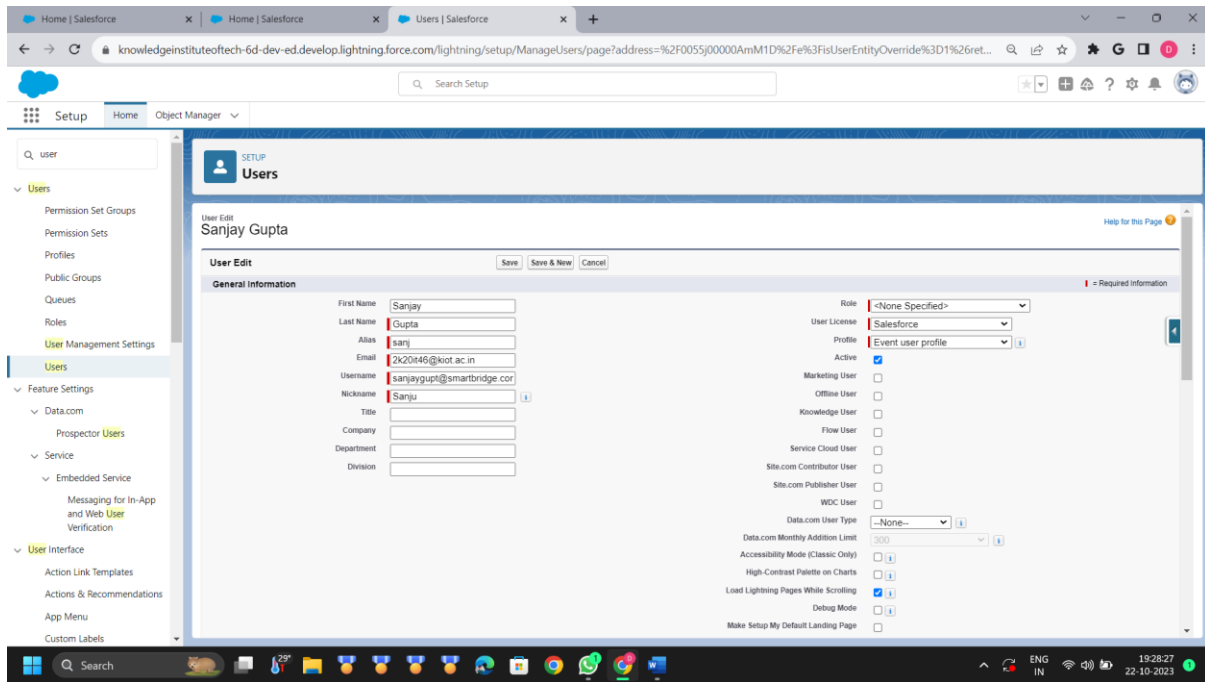 Home | Salesforce
Home | Salesforce
Users | Salesforce
knowledgeinstituteoftech-6d-dev-ed.develop.lightning.force.com/lightning/setup/ManageUsers/page?address=%2F0055j00000AmM1D%2Fe%3FisUserEntityOverride%3D1%26ret...
G
D
Search Setup
Setup
Home
Object Manager
user
Users
Permission Set Groups
Permission Sets
Profiles
Public Groups
Queues
Roles
User Management Settings
Users
Feature Settings
Data.com
Prospector Users
Service
Embedded Service
Messaging for In-App
and Web User
Verification
User Interface
Action Link Templates
Actions & Recommendations
App Menu
Custom Labels
SETUP
Users
User Edit
Sanjay Gupta
Help for this Page ?
User Edit
Save
Save & New
Cancel
General Information
= Required Information
First Name Sanjay
Last Name Gupta
Alias sanj
Email 2k20it46@kiot.ac.in
Username sanjaygupt@smartbridge.cor
Nickname Sanju
Title
Company
Department
Division
Role <None Specified>
User License Salesforce
Profile Event user profile
Active
Marketing User
Offline User
Knowledge User
Flow User
Service Cloud User
Site.com Contributor User
Site.com Publisher User
WDC User
Data.com User Type --None--
Data.com Monthly Addition Limit 300
Accessibility Mode (Classic Only)
High-Contrast Palette on Charts
Load Lightning Pages While Scrolling
Debug Mode
Make Setup My Default Landing Page
Search
29°
1
ENG
IN
19:28:27
22-10-2023
1